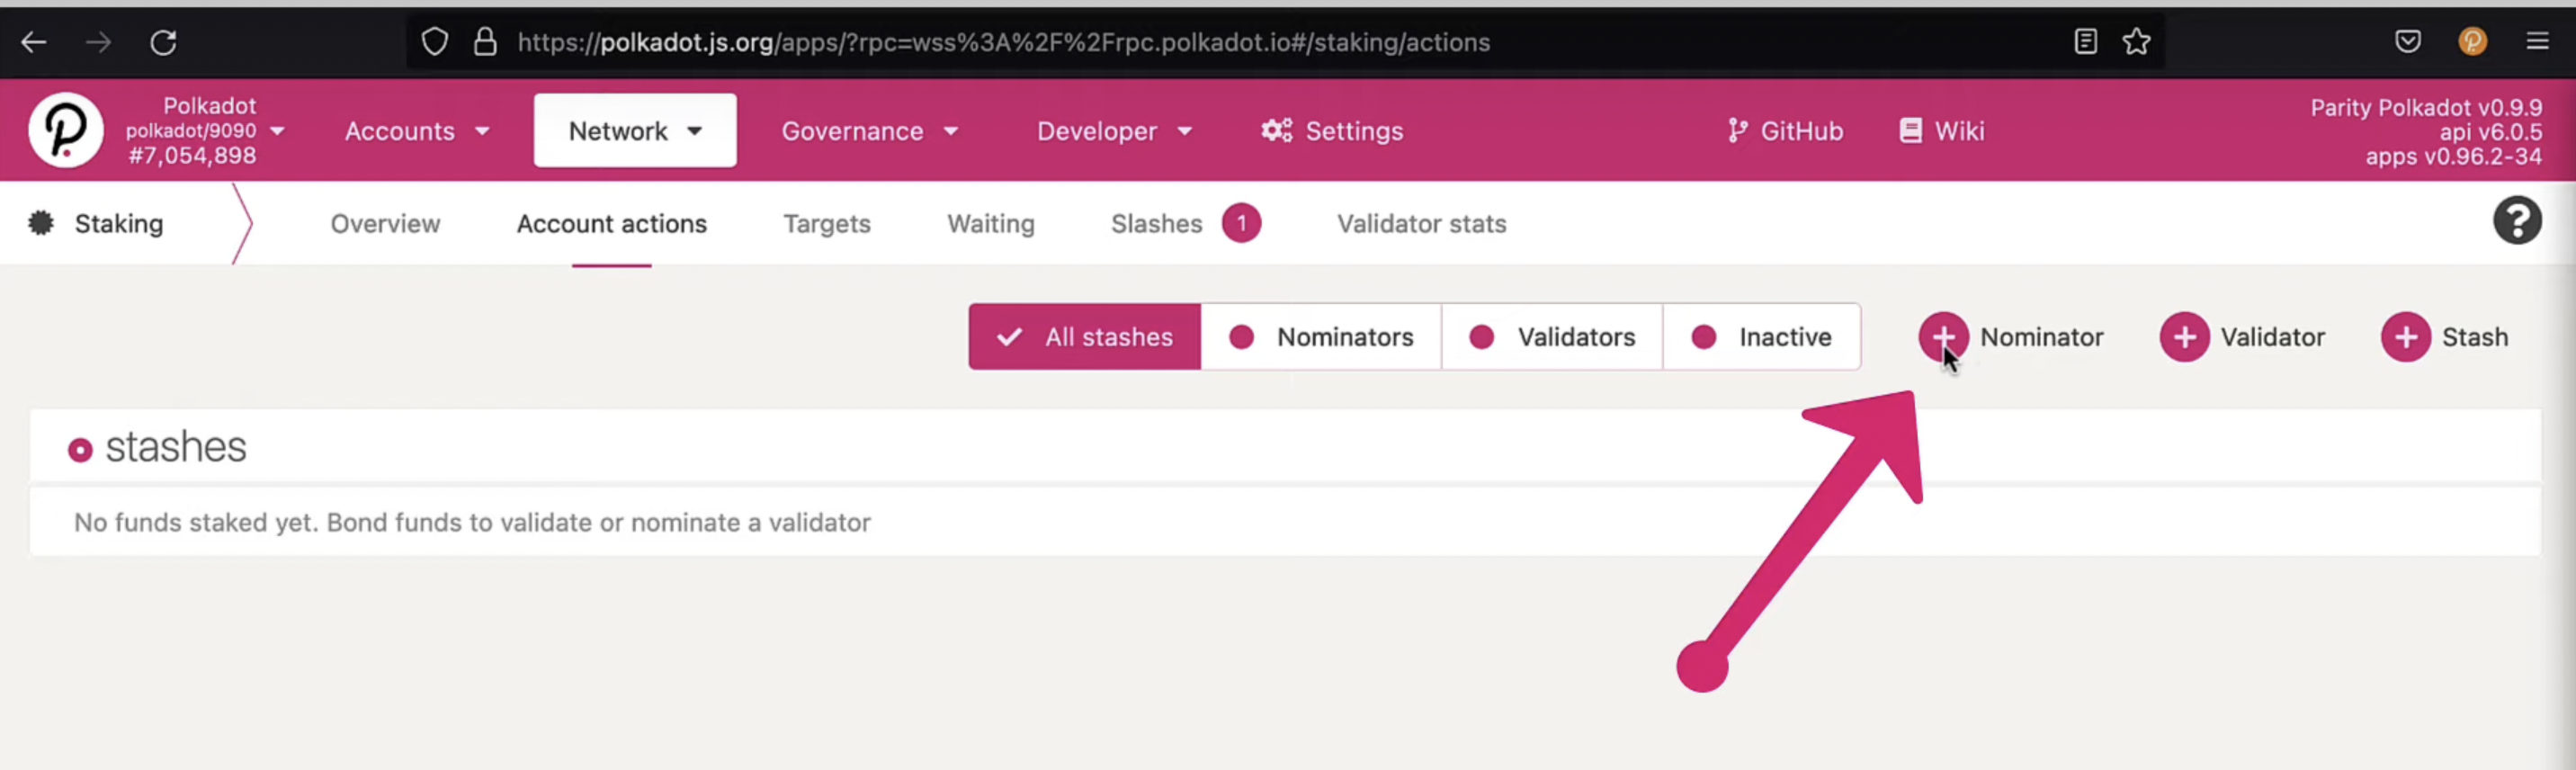 https://polkadot.js.org/apps/?rpc=wss%3A%2F%2Frpc.polkadot.io#/staking/actions
Polkadot
polkadot/9090
#7,054,898
Accounts
Network
Governance
Developer
Settings
GitHub
Wiki
Parity Polkadot v0.9.9
api v6.0.5
apps v0.96.2-34
Staking
Overview
Account actions
Targets
Waiting
Slashes 1
Validator stats
All stashes
Nominators
Validators
Inactive
Nominator
Validator
Stash
stashes
No funds staked yet. Bond funds to validate or nominate a validator